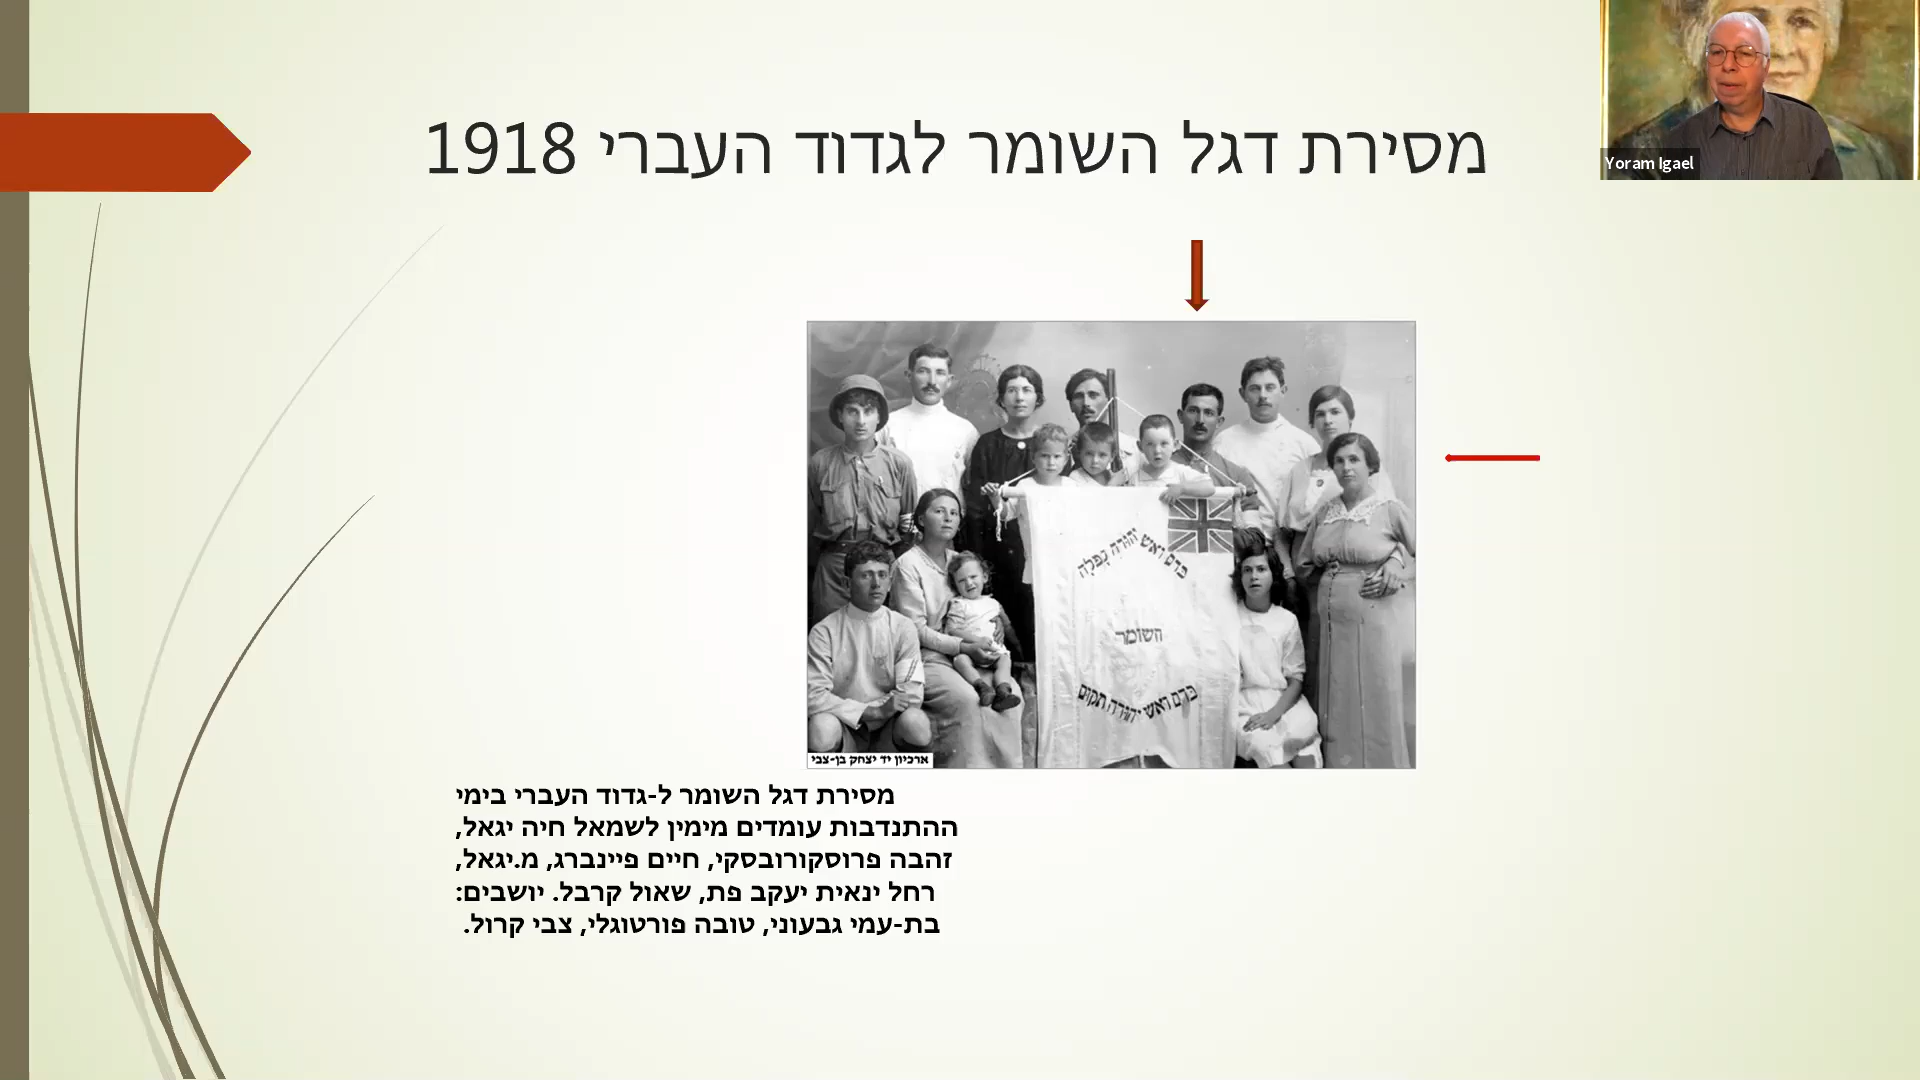 מסירת דגל השומר לגדוד העברי 1918
Yoram Igael
בדם ואש יהודה נפלה
השומר
בדם ואש יהודה תקום
ארכיון יד יצחק בן-צבי
מסירת דגל השומר ל-גדוד העברי בימי
ההתנדבות עומדים מימין לשמאל חיה יגאל,
זהבה פרוסקורובסקי, חיים פיינברג, מ.יגאל,
רחל ינאית יעקב פת, שאול קרבל. יושבים:
בת-עמי גבעוני, טובה פורטוגלי, צבי קרול.